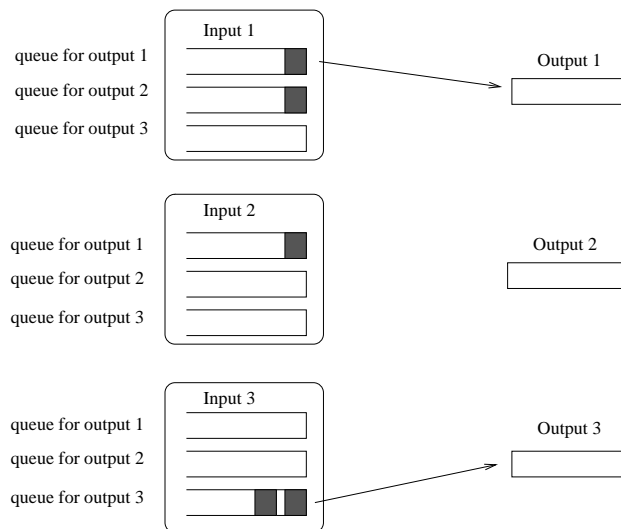 Input 1
queue for output 1
queue for output 2
queue for output 3
Output 1
Input 2
queue for output 1
queue for output 2
queue for output 3
Output 2
Input 3
queue for output 1
queue for output 2
queue for output 3
Output 3